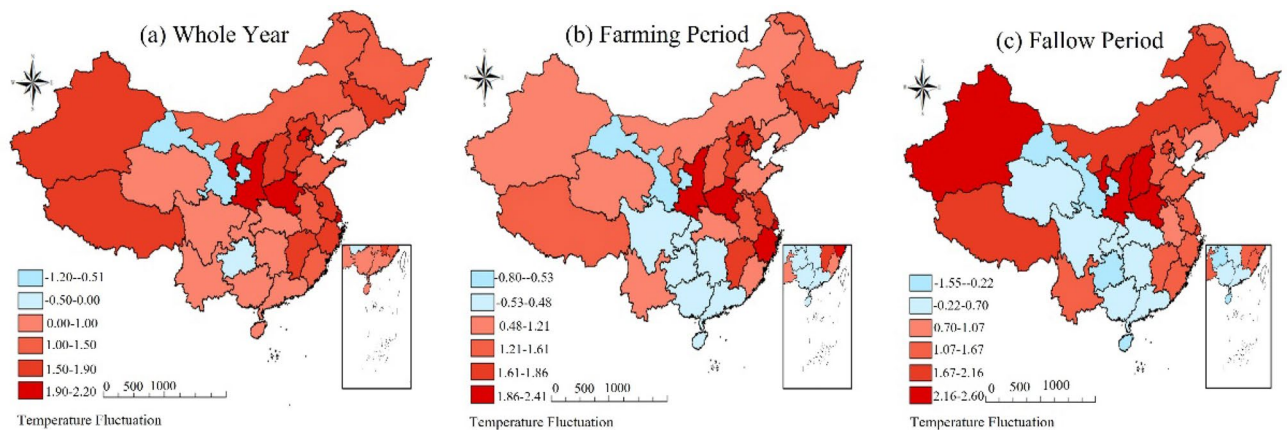 (a) Whole Year
-1.20--0.51
-0.50-0.00
0.00-1.00
1.00-1.50
1.50-1.90
1.90-2.20
0 500 1000
Temperature Fluctuation
(b) Farming Period
-0.80--0.53
-0.53-0.48
0.48-1.21
1.21-1.61
1.61-1.86
1.86-2.41
0 500 1000
Temperature Fluctuation
(c) Fallow Period
-1.55--0.22
-0.22-0.70
0.70-1.07
1.07-1.67
1.67-2.16
2.16-2.60
0 500 1000
Temperature Fluctuation